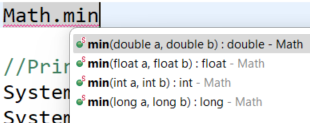 Math.min
min(double a, double b) : double - Math
//Prin
min(float a, float b) : float - Math
System
min(int a, int b) : int - Math
min(long a, long b) : long - Math
System